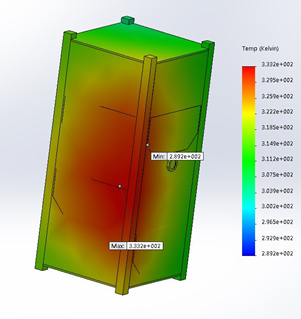 Temp (Kelvin)
3.332e+002
3.295e+002
3.259e+002
3.222e+002
3.185e+002
3.149e+002
3.112e+002
3.075e+002
3.039e+002
3.002e+002
2.965e+002
2.929e+002
2.892e+002
Min: 2.892e+002
Max: 3.332e+002